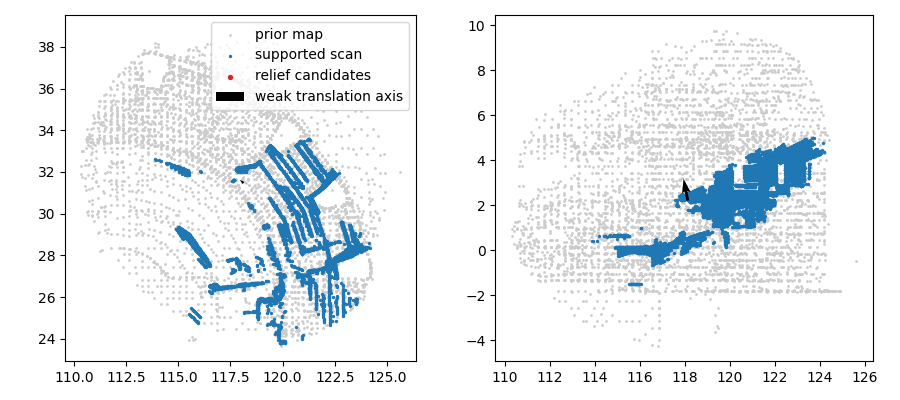 prior map
supported scan
relief candidates
weak translation axis
38
36
34
32
30
28
26
24
110.0 112.5 115.0 117.5 120.0 122.5 125.0
10
8
6
4
2
0
−2
−4
110 112 114 116 118 120 122 124 126